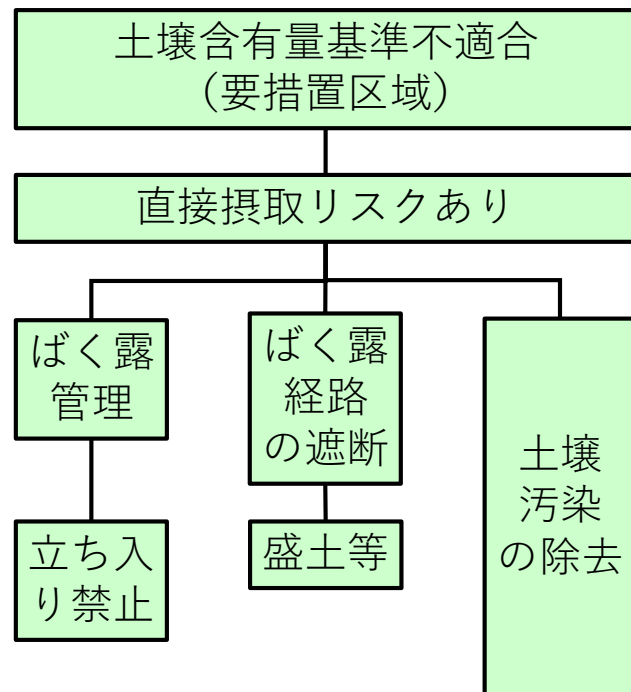 土壌含有量基準不適合
（要措置区域）
直接摂取リスクあり
ばく露
管理
立ち入
り禁止
ばく露
経路
の遮断
盛土等
土壌
汚染
の除去